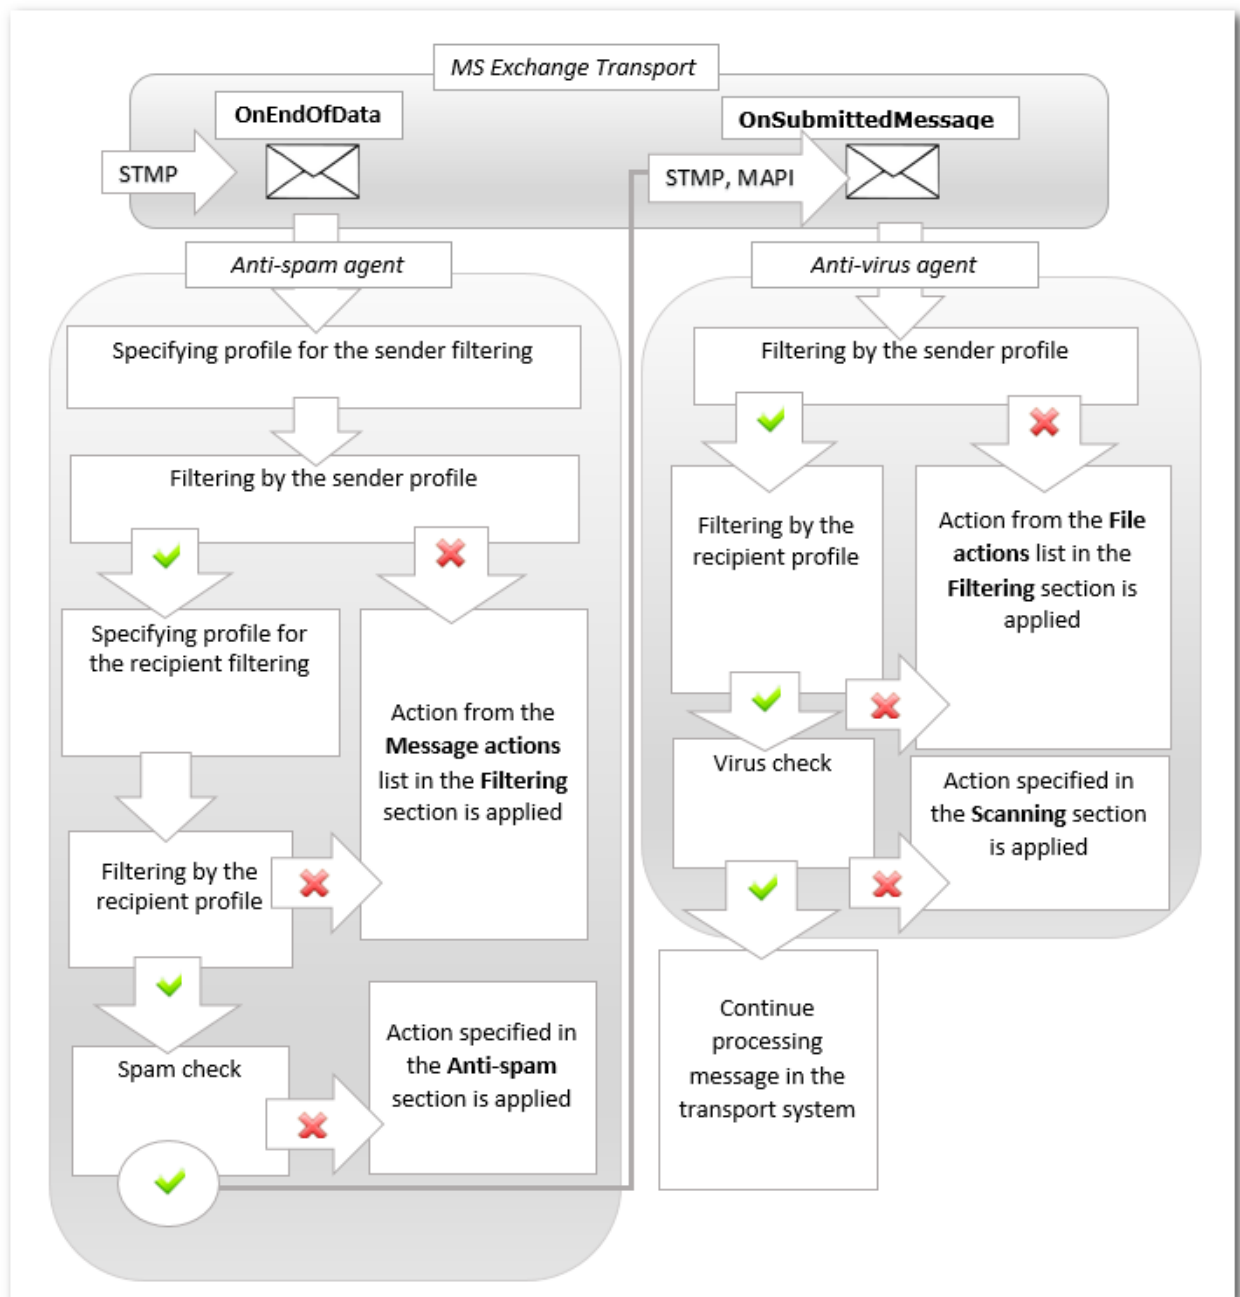 MS Exchange Transport
OnEndOfData
OnSubmittedMessage
STMP
STMP, MAPI
Anti-spam agent
Specifying profile for the sender filtering
Filtering by the sender profile
Specifying profile for
the recipient filtering
Action from the
Message actions
list in the Filtering
section is applied
Filtering by the
recipient profile
Spam check
Action specified in
the Anti-spam
section is applied
Anti-virus agent
Filtering by the sender profile
Filtering by the
recipient profile
Action from the File
actions list in the
Filtering section is
applied
Virus check
Action specified in
the Scanning section
is applied
Continue
processing
message in the
transport system